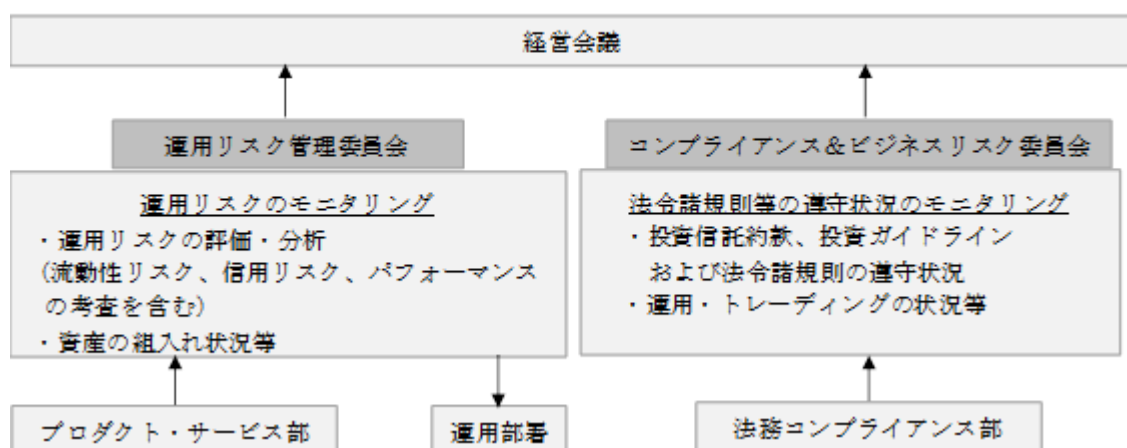 経営会議
運用リスク管理委員会
運用リスクのモニタリング
・運用リスクの評価・分析
(流動性リスク、信用リスク、パフォーマンス
の考査を含む)
・資産の組入れ状況等
コンプライアンス＆ビジネスリスク委員会
法令諸規則等の遵守状況のモニタリング
・投資信託約款、投資ガイドライン
および法令諸規則の遵守状況
・運用・トレーディングの状況等
プロダクト・サービス部
運用部署
法務コンプライアンス部